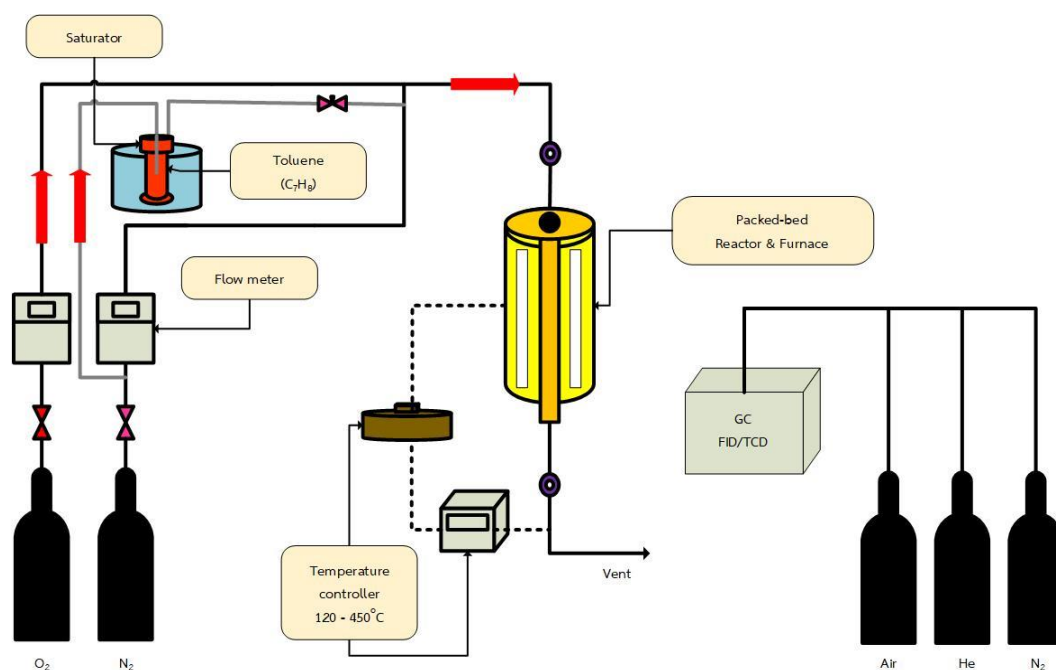 Saturator
Toluene
(C₇H₈)
Packed-bed
Reactor & Furnace
Flow meter
GC
FID/TCD
Temperature
controller
120 - 450°C
Vent
O₂
N₂
Air
He
N₂